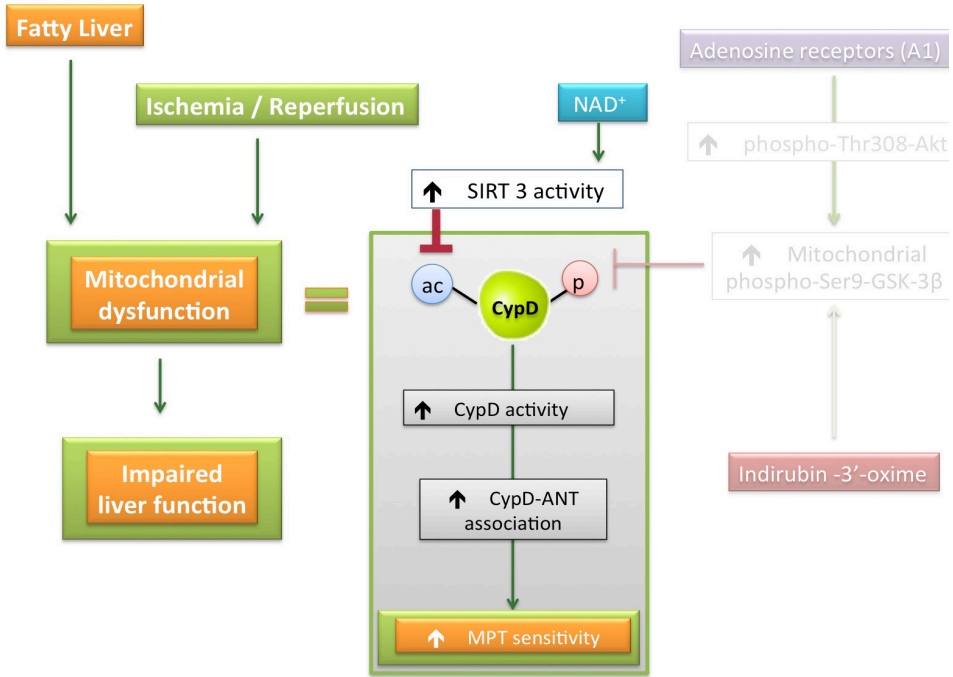 Fatty Liver
Ischemia / Reperfusion
Mitochondrial
dysfunction
Impaired
liver function
NAD⁺
SIRT 3 activity
ac
p
CypD
CypD activity
CypD-ANT
association
MPT sensitivity
Adenosine receptors (A1)
phospho-Thr308-Akt
Mitochondrial
phospho-Ser9-GSK-3β
Indirubin -3’-oxime